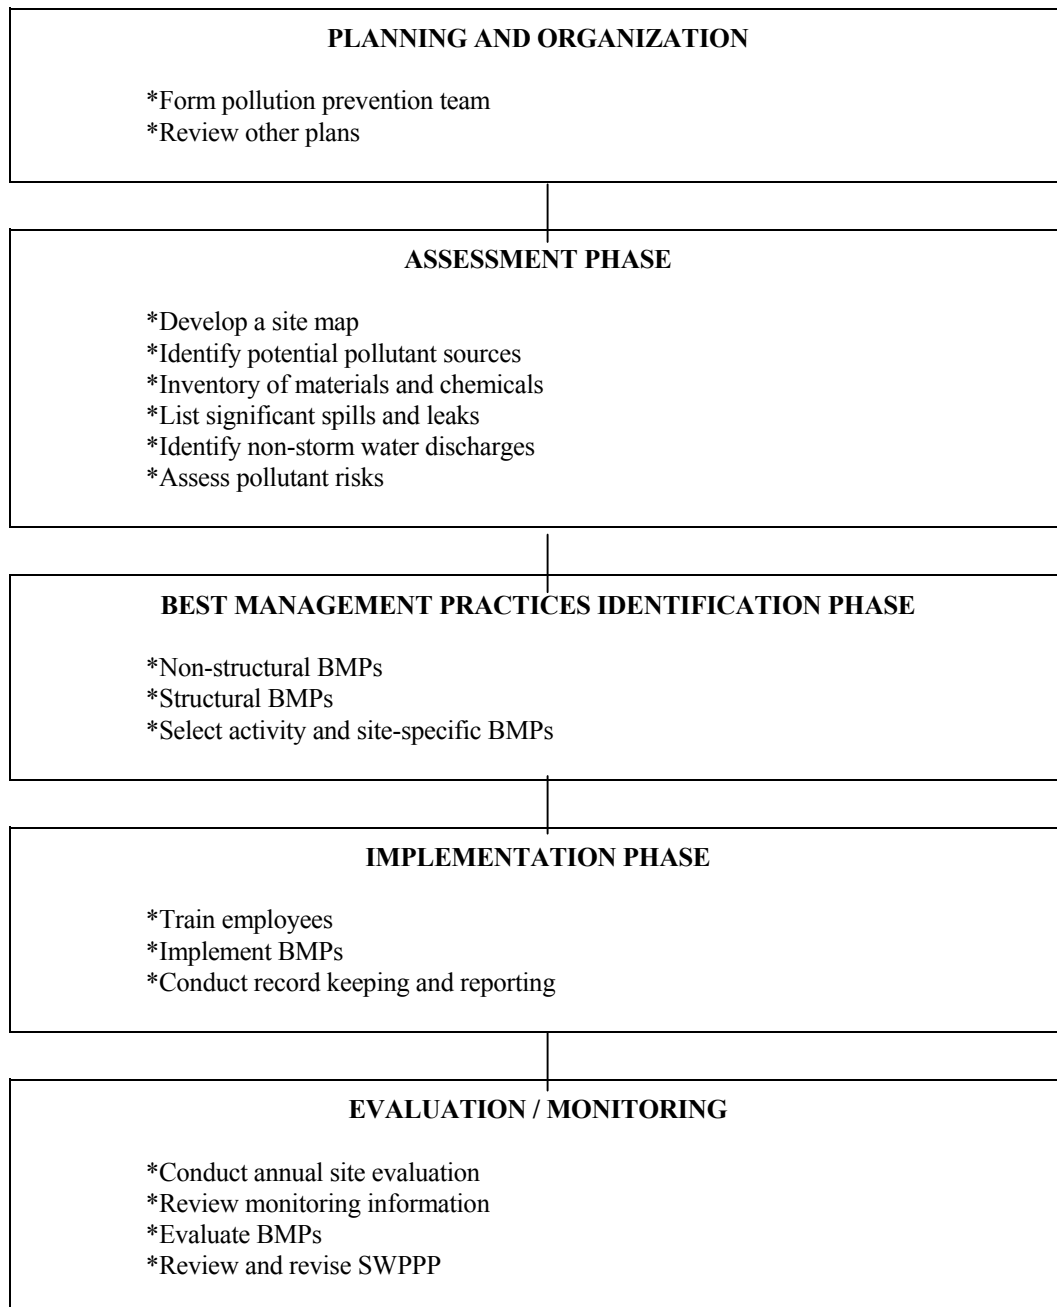 PLANNING AND ORGANIZATION
*Form pollution prevention team
*Review other plans
ASSESSMENT PHASE
*Develop a site map
*Identify potential pollutant sources
*Inventory of materials and chemicals
*List significant spills and leaks
*Identify non-storm water discharges
*Assess pollutant risks
BEST MANAGEMENT PRACTICES IDENTIFICATION PHASE
*Non-structural BMPs
*Structural BMPs
*Select activity and site-specific BMPs
IMPLEMENTATION PHASE
*Train employees
*Implement BMPs
*Conduct record keeping and reporting
EVALUATION / MONITORING
*Conduct annual site evaluation
*Review monitoring information
*Evaluate BMPs
*Review and revise SWPPP